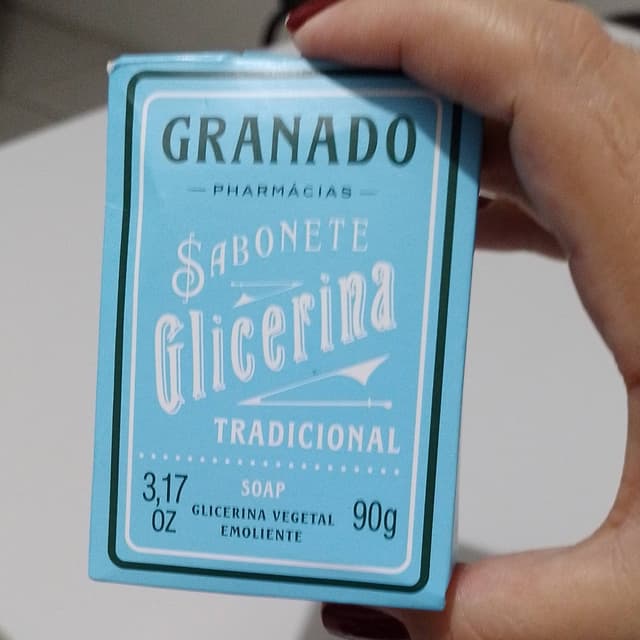 GRANADO
PHARMÁCIAS
SABONETE
Glicerina
TRADICIONAL
3,17 OZ
SOAP
GLICERINA VEGETAL
EMOLIENTE
90g